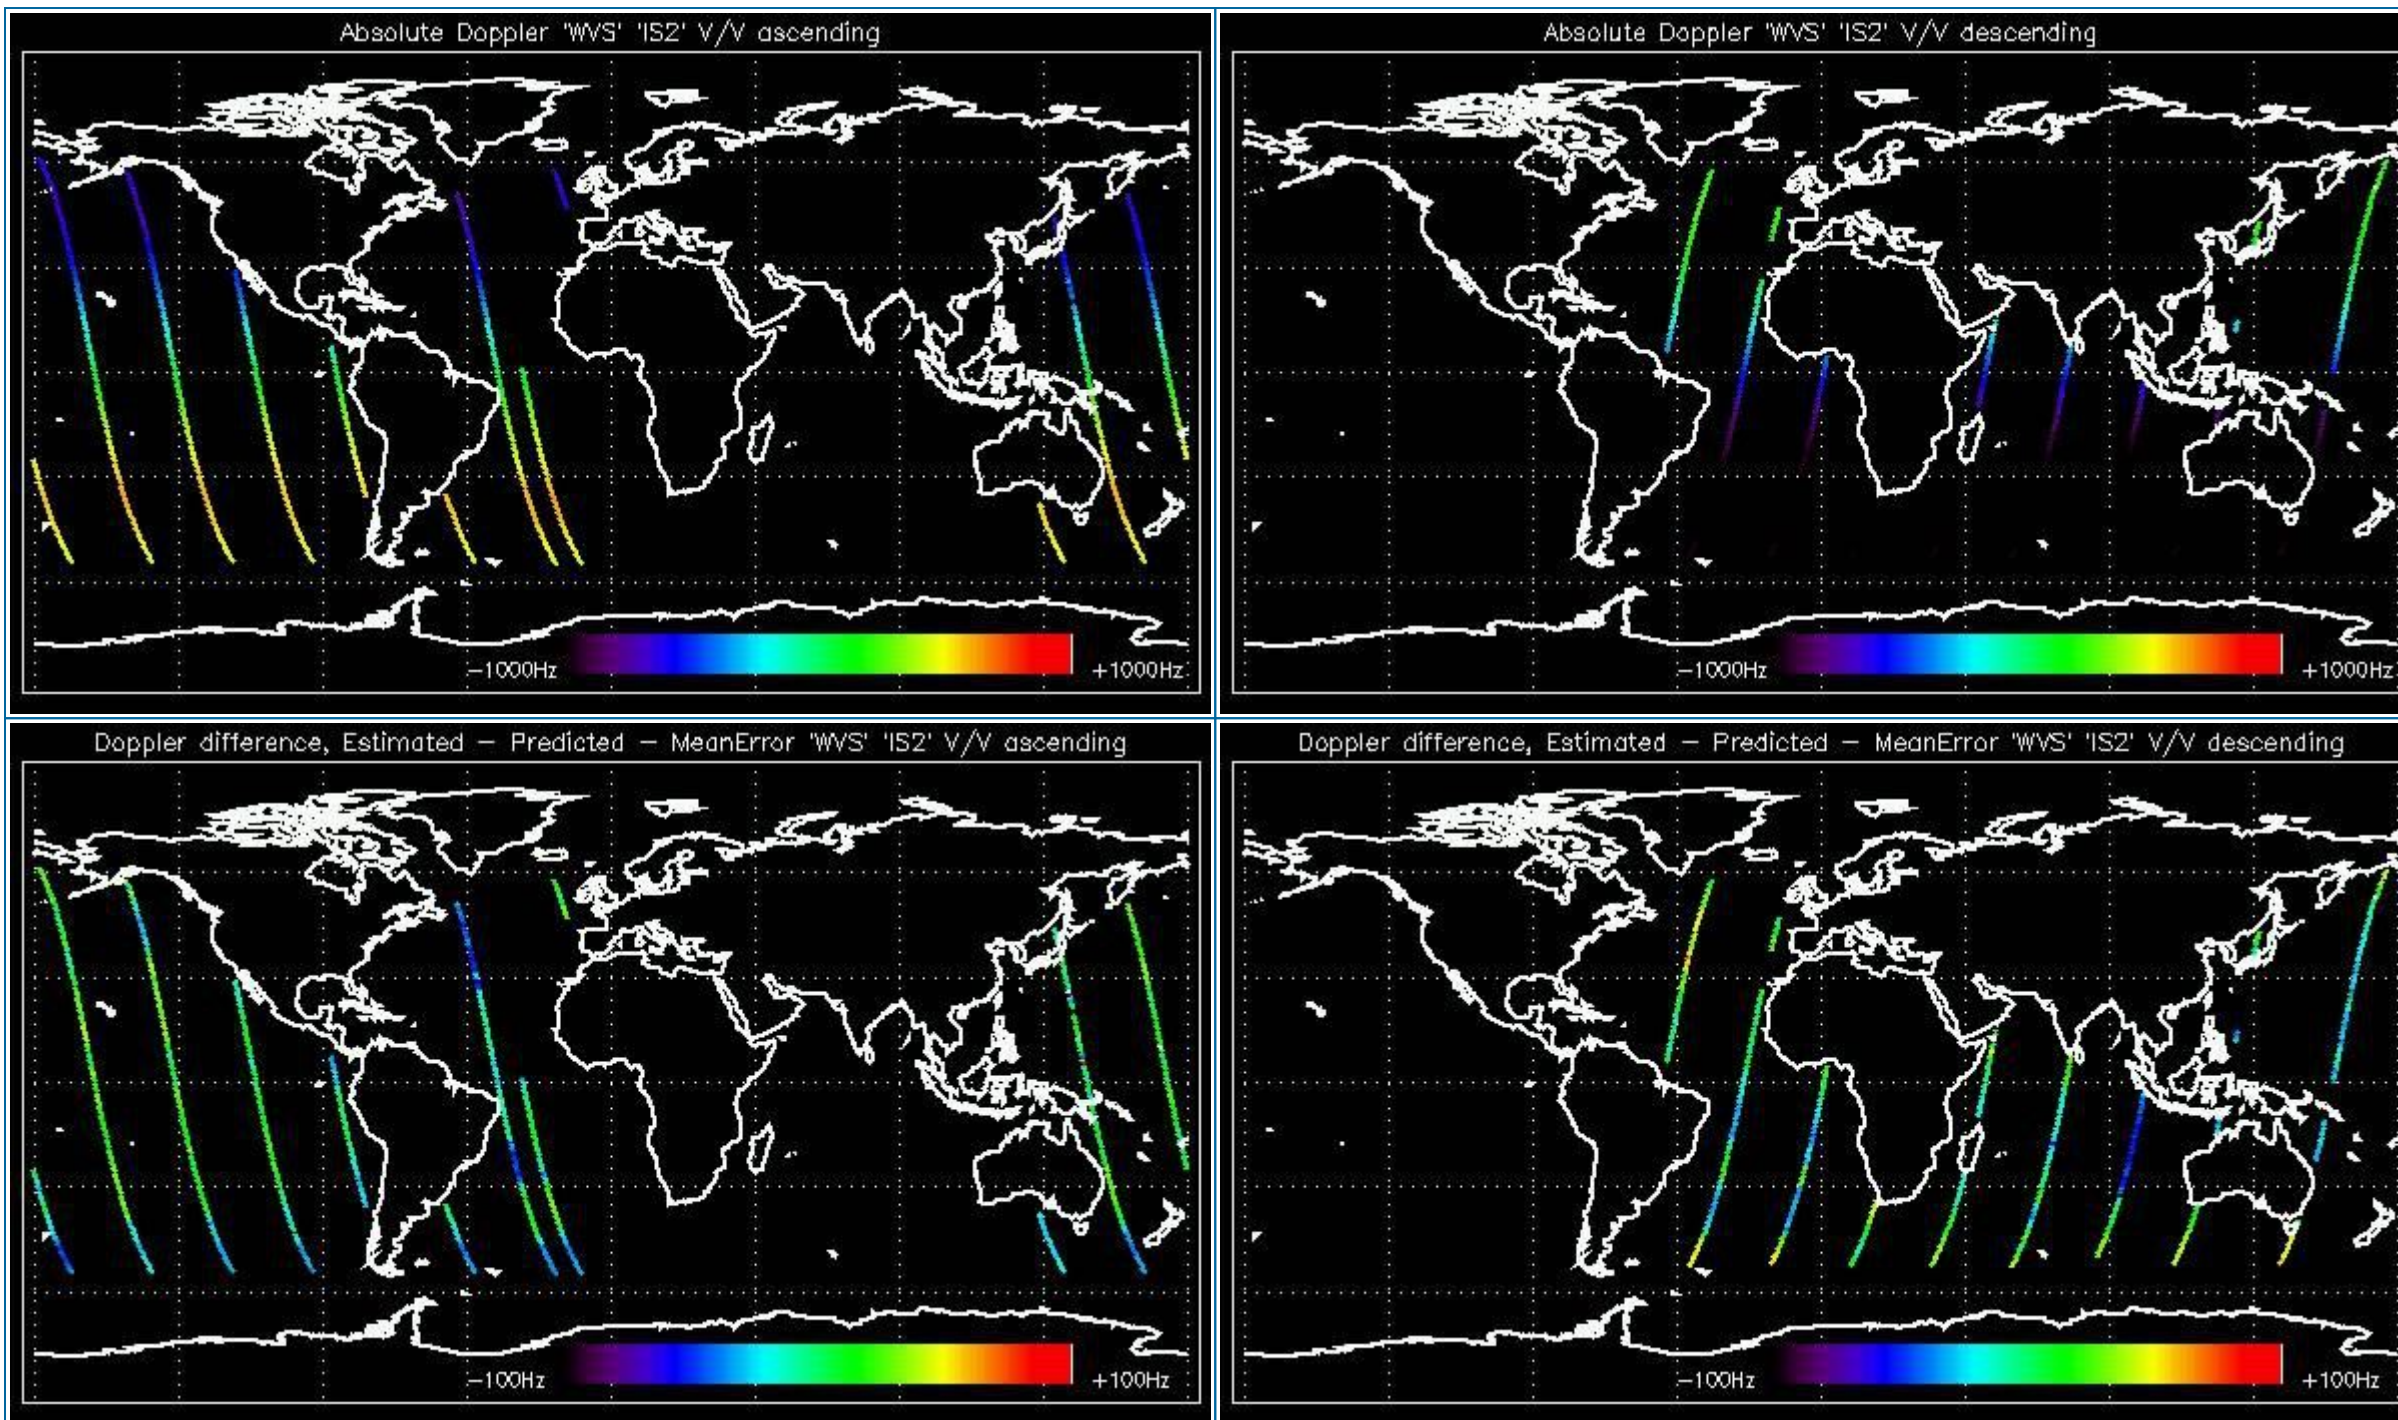 Absolute Doppler 'WVS' 'IS2' V/V ascending
-1000Hz
+1000Hz
Absolute Doppler 'WVS' 'IS2' V/V descending
-1000Hz
+1000Hz
Doppler difference, Estimated - Predicted - MeanError 'WVS' 'IS2' V/V ascending
-100Hz
+100Hz
Doppler difference, Estimated - Predicted - MeanError 'WVS' 'IS2' V/V descending
-100Hz
+100Hz